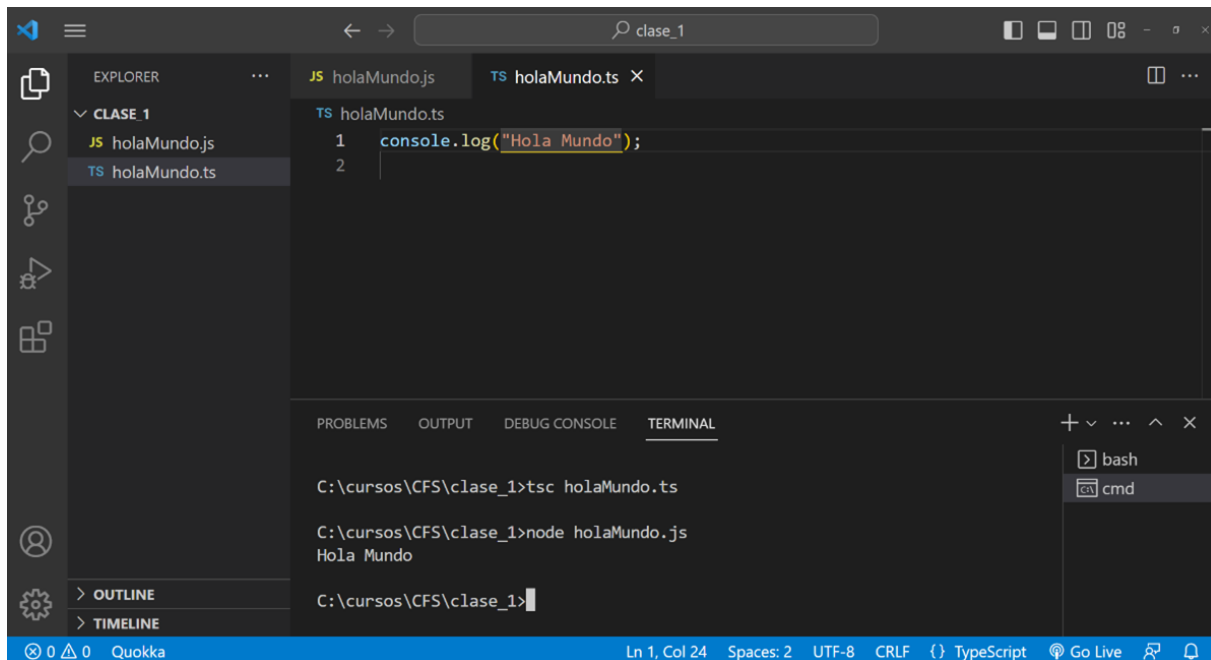 clase_1
EXPLORER
CLASE_1
JS holaMundo.js
TS holaMundo.ts
OUTLINE
TIMELINE
JS holaMundo.js TS holaMundo.ts
TS holaMundo.ts
1 console.log("Hola Mundo");
2
PROBLEMS OUTPUT DEBUG CONSOLE TERMINAL
C:\cursos\CFS\clase_1>tsc holaMundo.ts
C:\cursos\CFS\clase_1>node holaMundo.js
Hola Mundo
C:\cursos\CFS\clase_1>
bash
cmd
0 0 Quokka Ln 1, Col 24 Spaces: 2 UTF-8 CRLF {} TypeScript Go Live